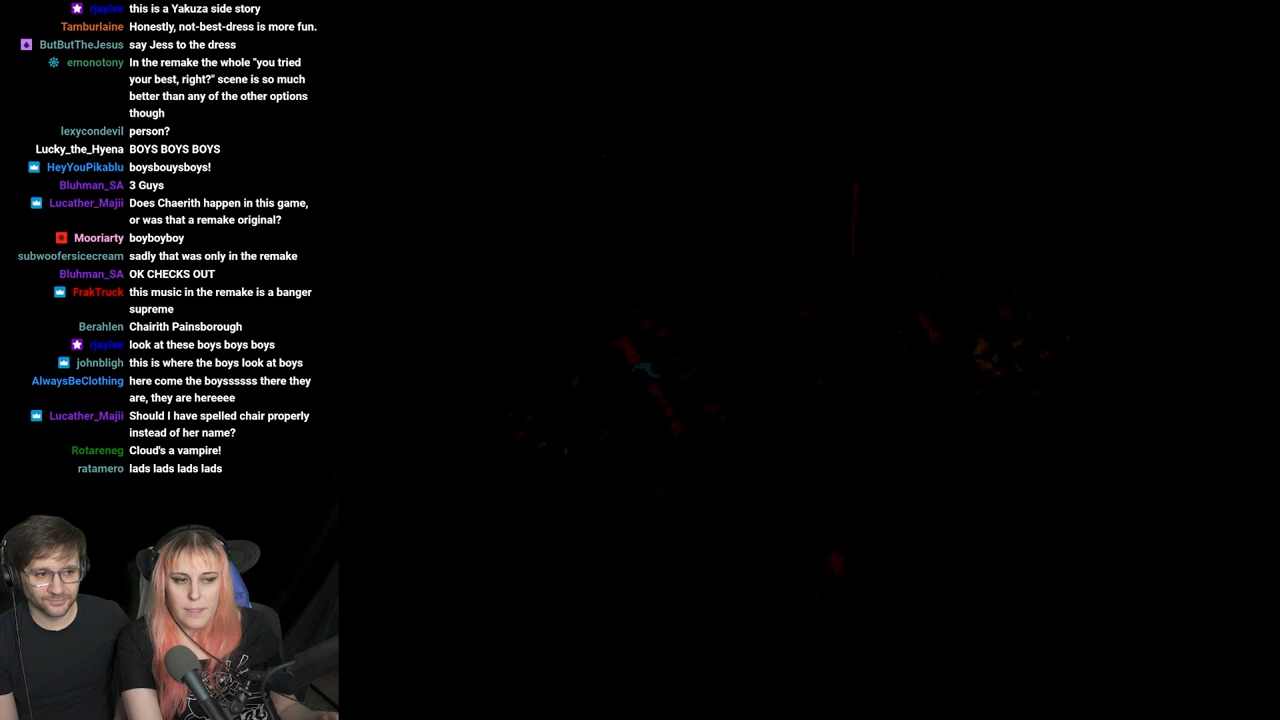 rjaylee this is a Yakuza side story
Tamburlaine Honestly, not-best-dress is more fun.
ButButTheJesus say Jess to the dress
emonotony In the remake the whole "you tried
your best, right?" scene is so much
better than any of the other options
though
lexycondevil person?
Lucky_the_Hyena BOYS BOYS BOYS
HeyYouPikablu boysbouysboys!
Bluhman_SA 3 Guys
Lucather_Majii Does Chaerith happen in this game,
or was that a remake original?
Mooriarty boyboyboy
subwoofersicecream sadly that was only in the remake
Bluhman_SA OK CHECKS OUT
FrakTruck this music in the remake is a banger
supreme
Berahlen Chairith Painsborough
rjaylee look at these boys boys boys
johnbligh this is where the boys look at boys
AlwaysBeClothing here come the boyssssss there they
are, they are hereeee
Lucather_Majii Should I have spelled chair properly
instead of her name?
Rotareneg Cloud's a vampire!
ratamero lads lads lads lads